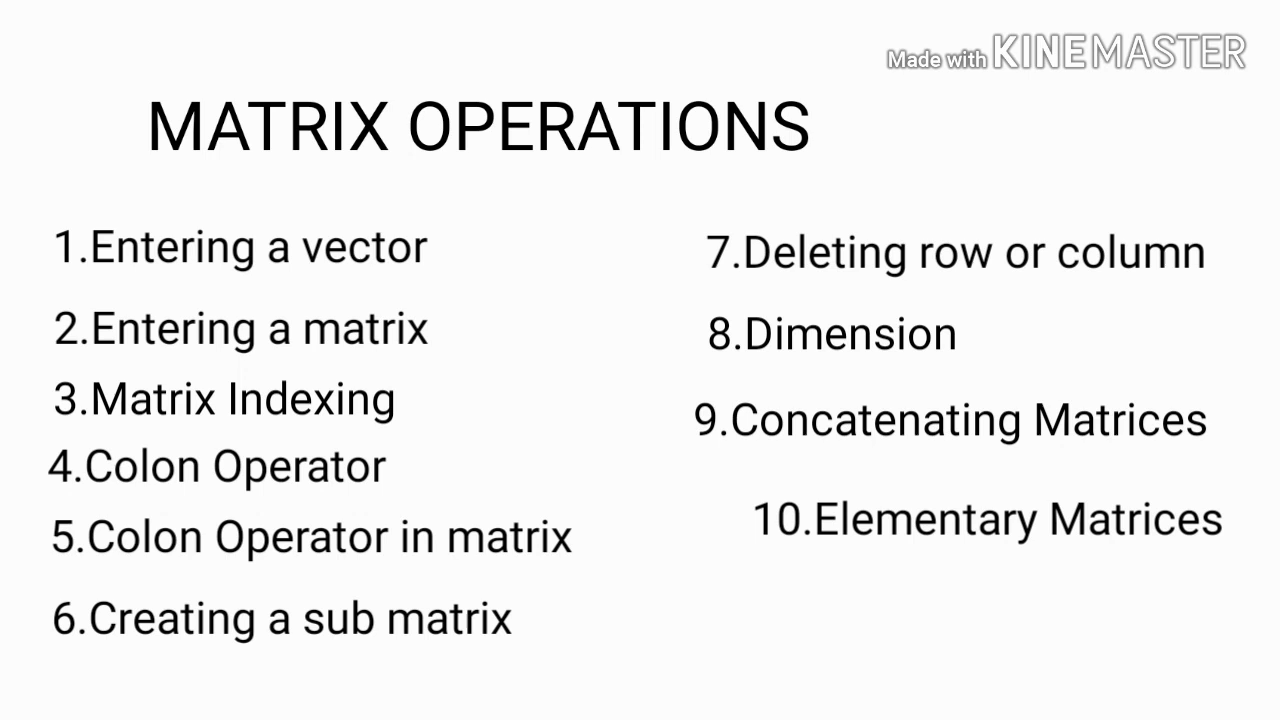 Made with KINEMASTER
MATRIX OPERATIONS
1.Entering a vector
2.Entering a matrix
3.Matrix Indexing
4.Colon Operator
5.Colon Operator in matrix
6.Creating a sub matrix
7.Deleting row or column
8.Dimension
9.Concatenating Matrices
10.Elementary Matrices